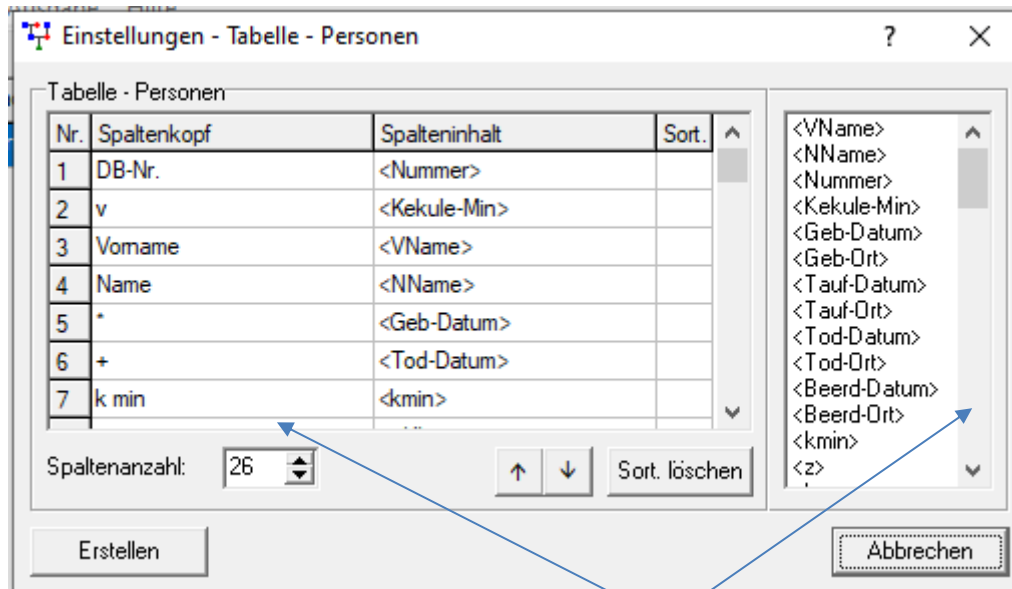 Ausgabe Hilfe
Einstellungen - Tabelle - Personen ?
Tabelle - Personen
Nr. Spaltenkopf Spalteninhalt Sort.
1 DB-Nr. <Nummer>
2 v <Kekule-Min>
3 Vorname <VName>
4 Name <NName>
5 * <Geb-Datum>
6 + <Tod-Datum>
7 k min <kmin>
Spaltenanzahl: 26 ↑ ↓ Sort. löschen
<VName>
<NName>
<Nummer>
<Kekule-Min>
<Geb-Datum>
<Geb-Ort>
<Tauf-Datum>
<Tauf-Ort>
<Tod-Datum>
<Tod-Ort>
<Beerd-Datum>
<Beerd-Ort>
<kmin>
<z>
Erstellen Abbrechen